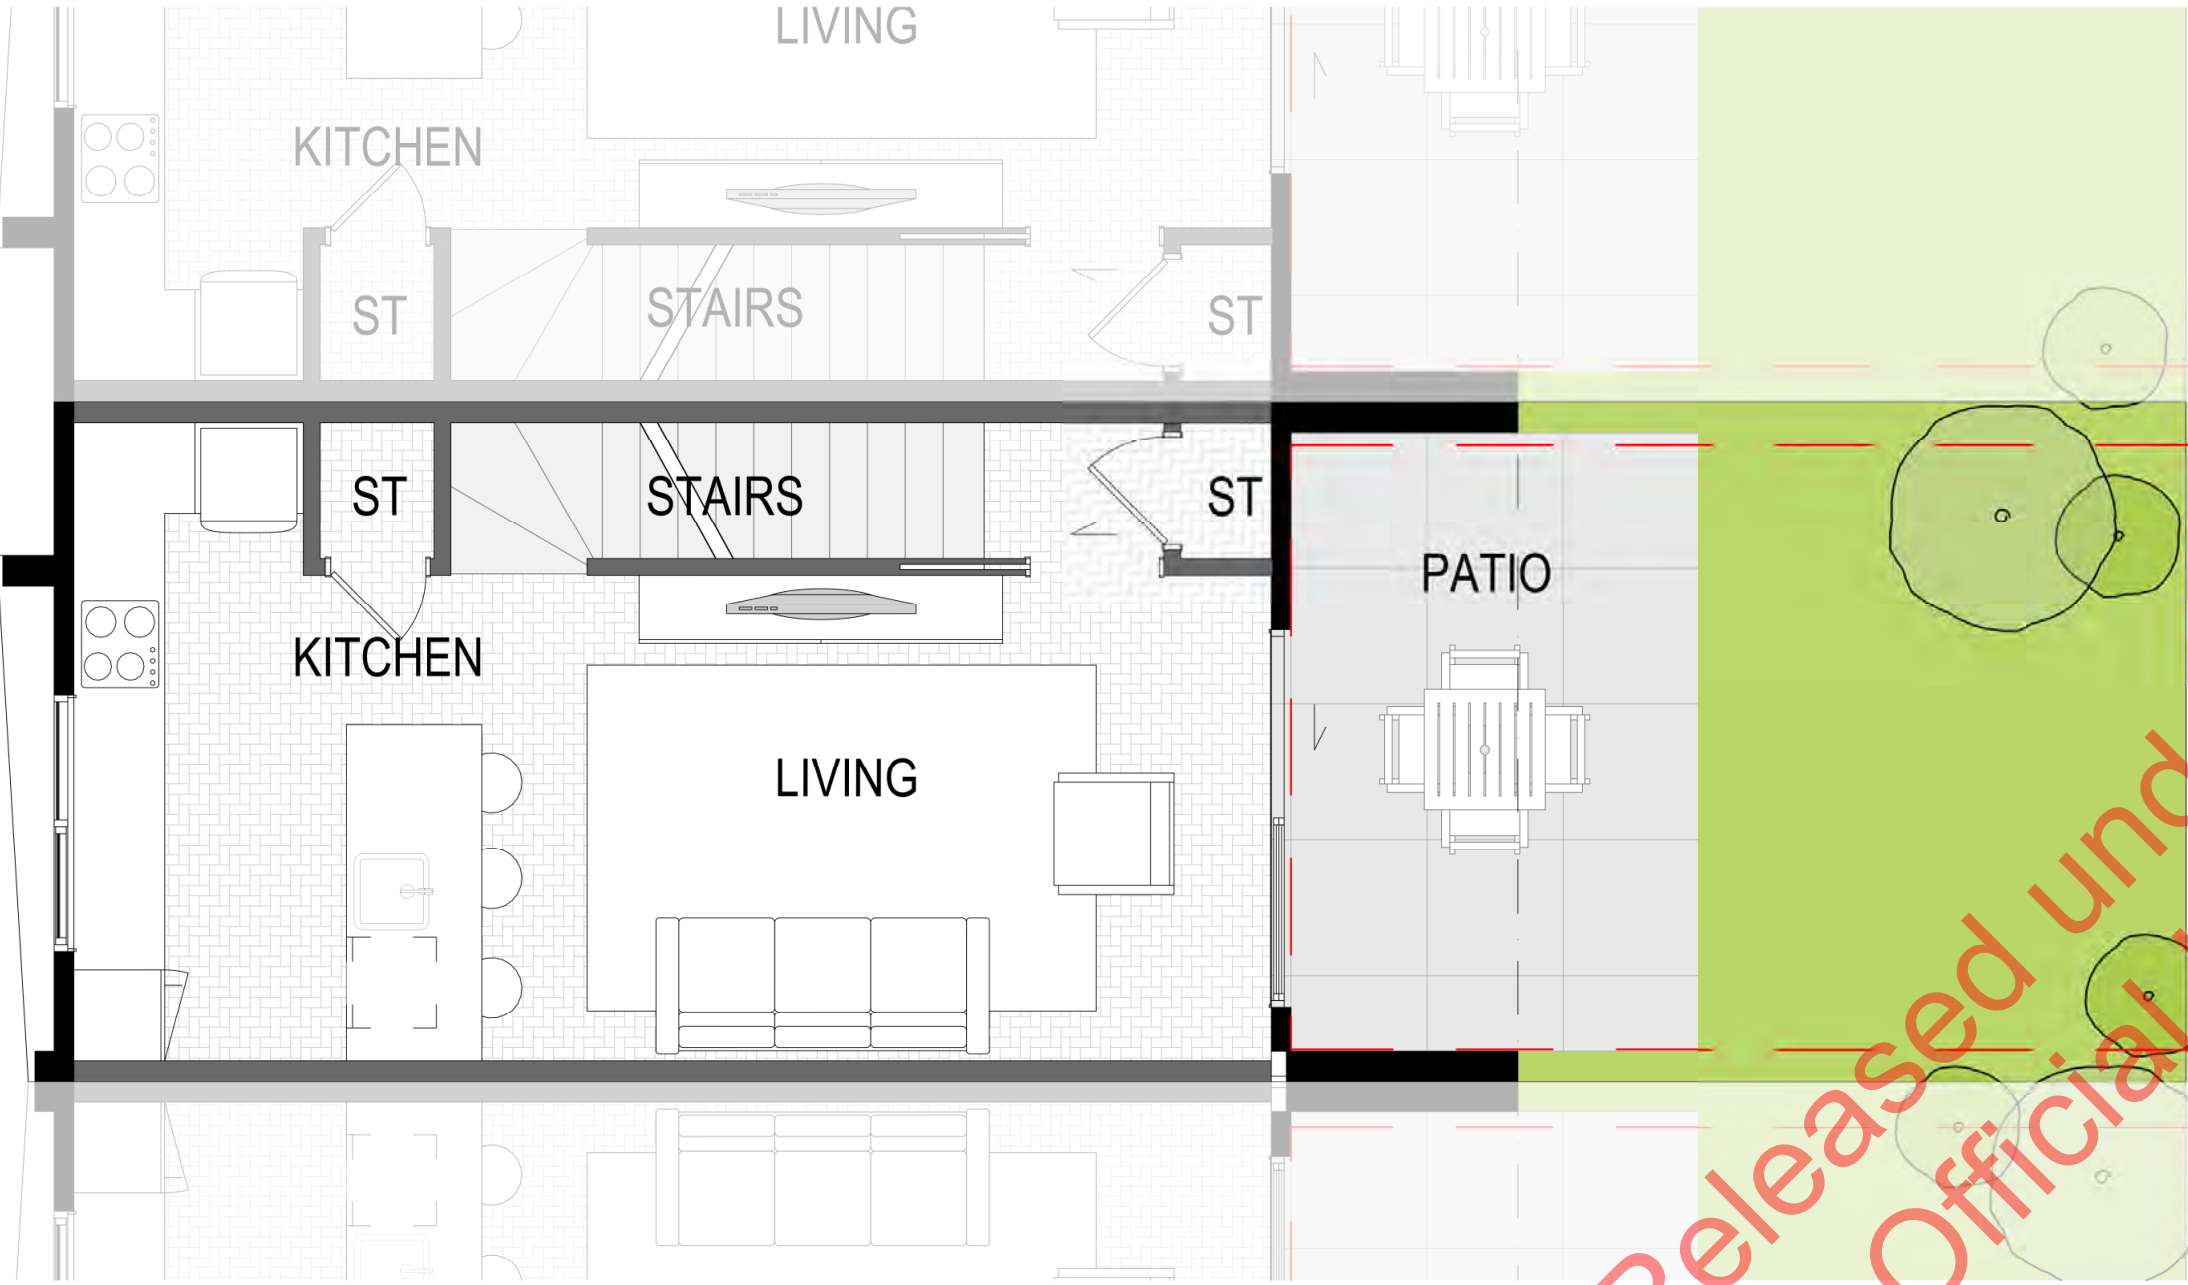 LIVING
KITCHEN
ST
STAIRS
ST
ST
STAIRS
ST
PATIO
KITCHEN
LIVING
Released und
Official